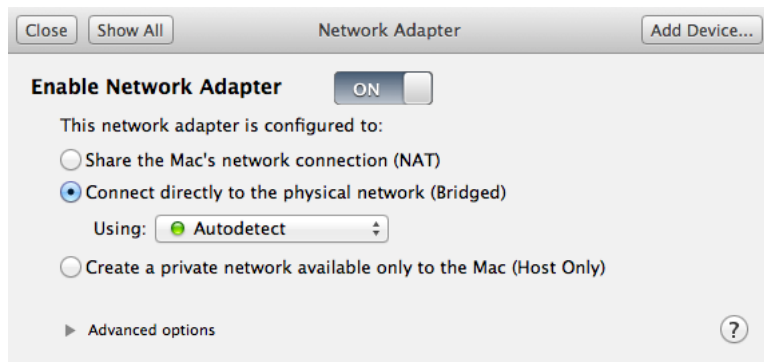 Close Show All Network Adapter Add Device...
Enable Network Adapter ON
This network adapter is configured to:
Share the Mac's network connection (NAT)
Connect directly to the physical network (Bridged)
Using: Autodetect
Create a private network available only to the Mac (Host Only)
Advanced options ?